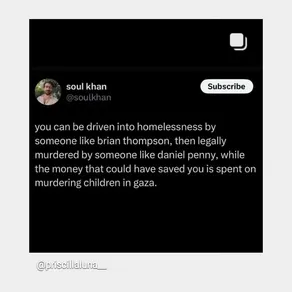 soul khan
Subscribe
@soulkhan
you can be driven into homelessness by
someone like brian thompson, then legally
murdered by someone like daniel penny, while
the money that could have saved you is spent on
murdering children in gaza.
@priscillaluna__